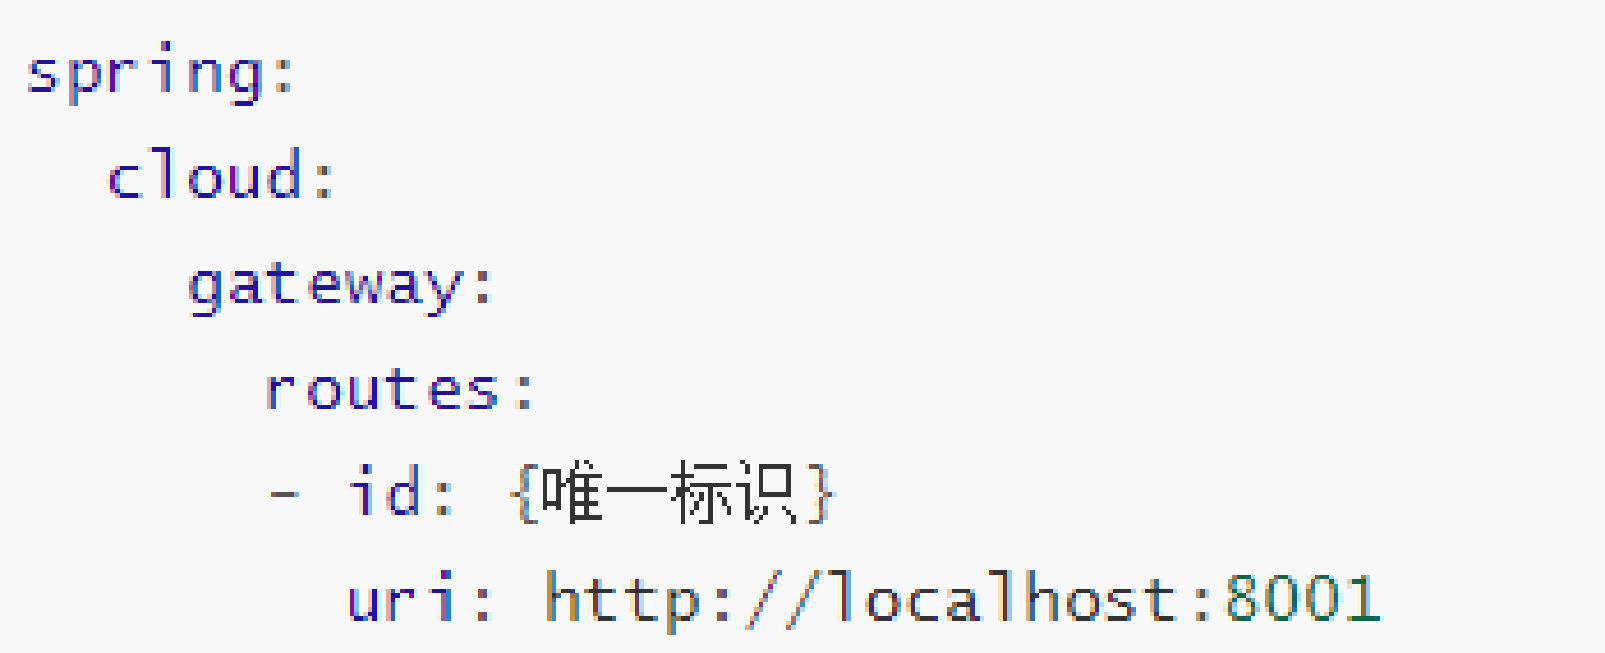 spring:
  cloud:
    gateway:
      routes:
      - id: {唯一标识}
        uri: http://localhost:8001